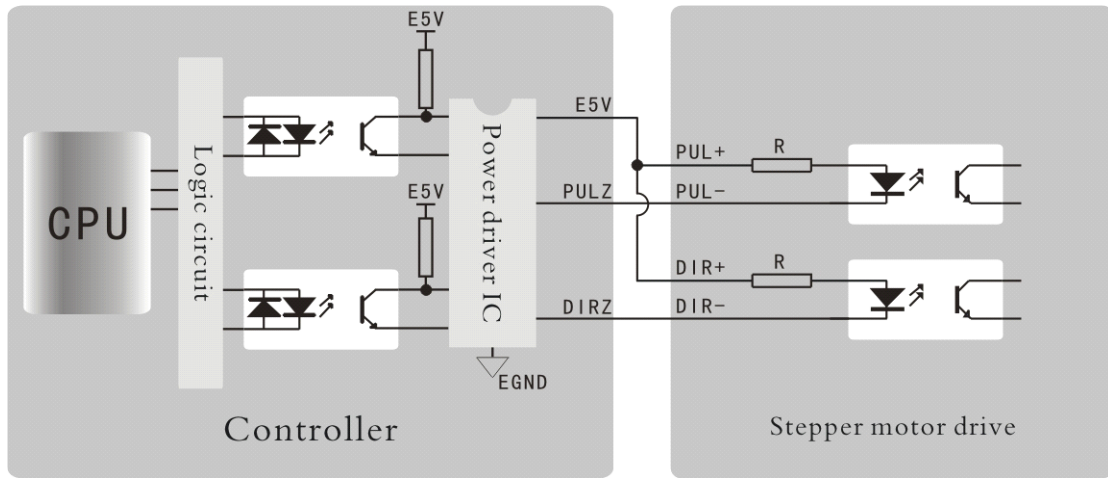 E5V
E5V
CPU
Logic circuit
Power driver IC
E5V
PULZ
DIRZ
EGND
Controller
PUL+
R
PUL-
DIR+
R
DIR-
Stepper motor drive